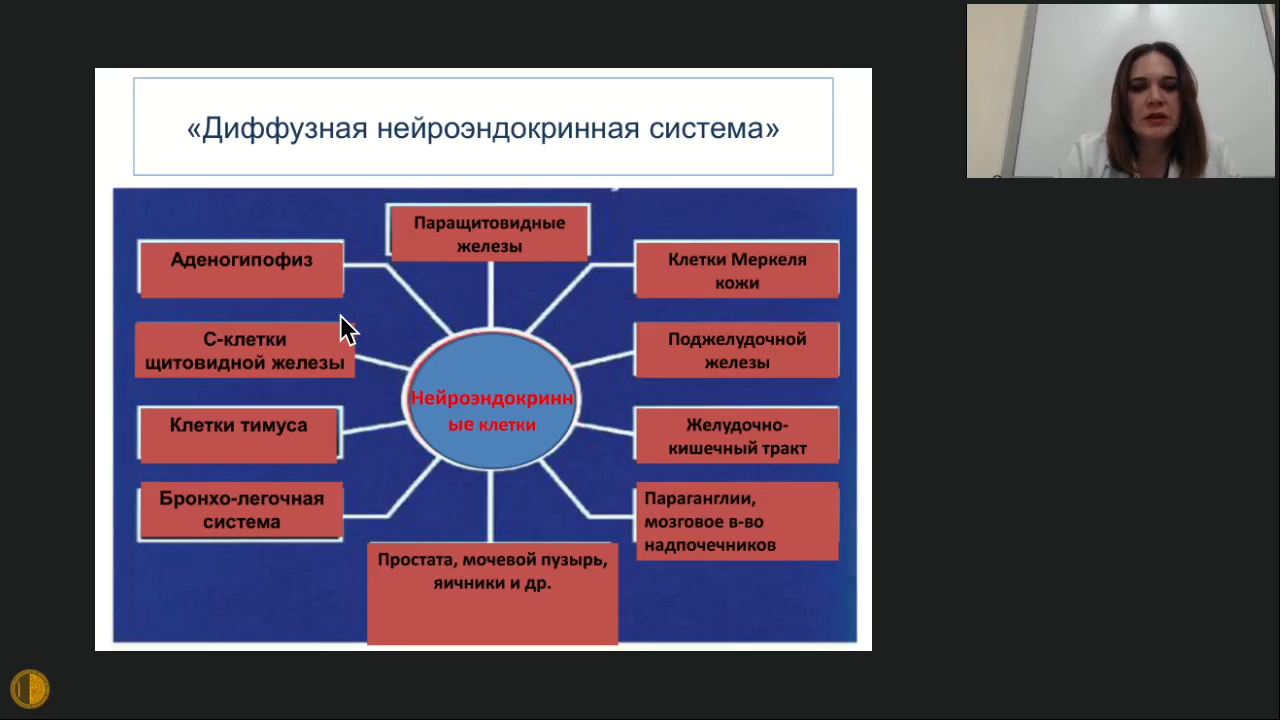 «Диффузная нейроэндокринная система»
Паращитовидные
железы
Аденогипофиз
Клетки Меркеля
кожи
С-клетки
щитовидной железы
Поджелудочной
железы
Нейроэндокринн
ые клетки
Клетки тимуса
Желудочно-
кишечный тракт
Бронхо-легочная
система
Параганглии,
мозговое в-во
надпочечников
Простата, мочевой пузырь,
яичники и др.